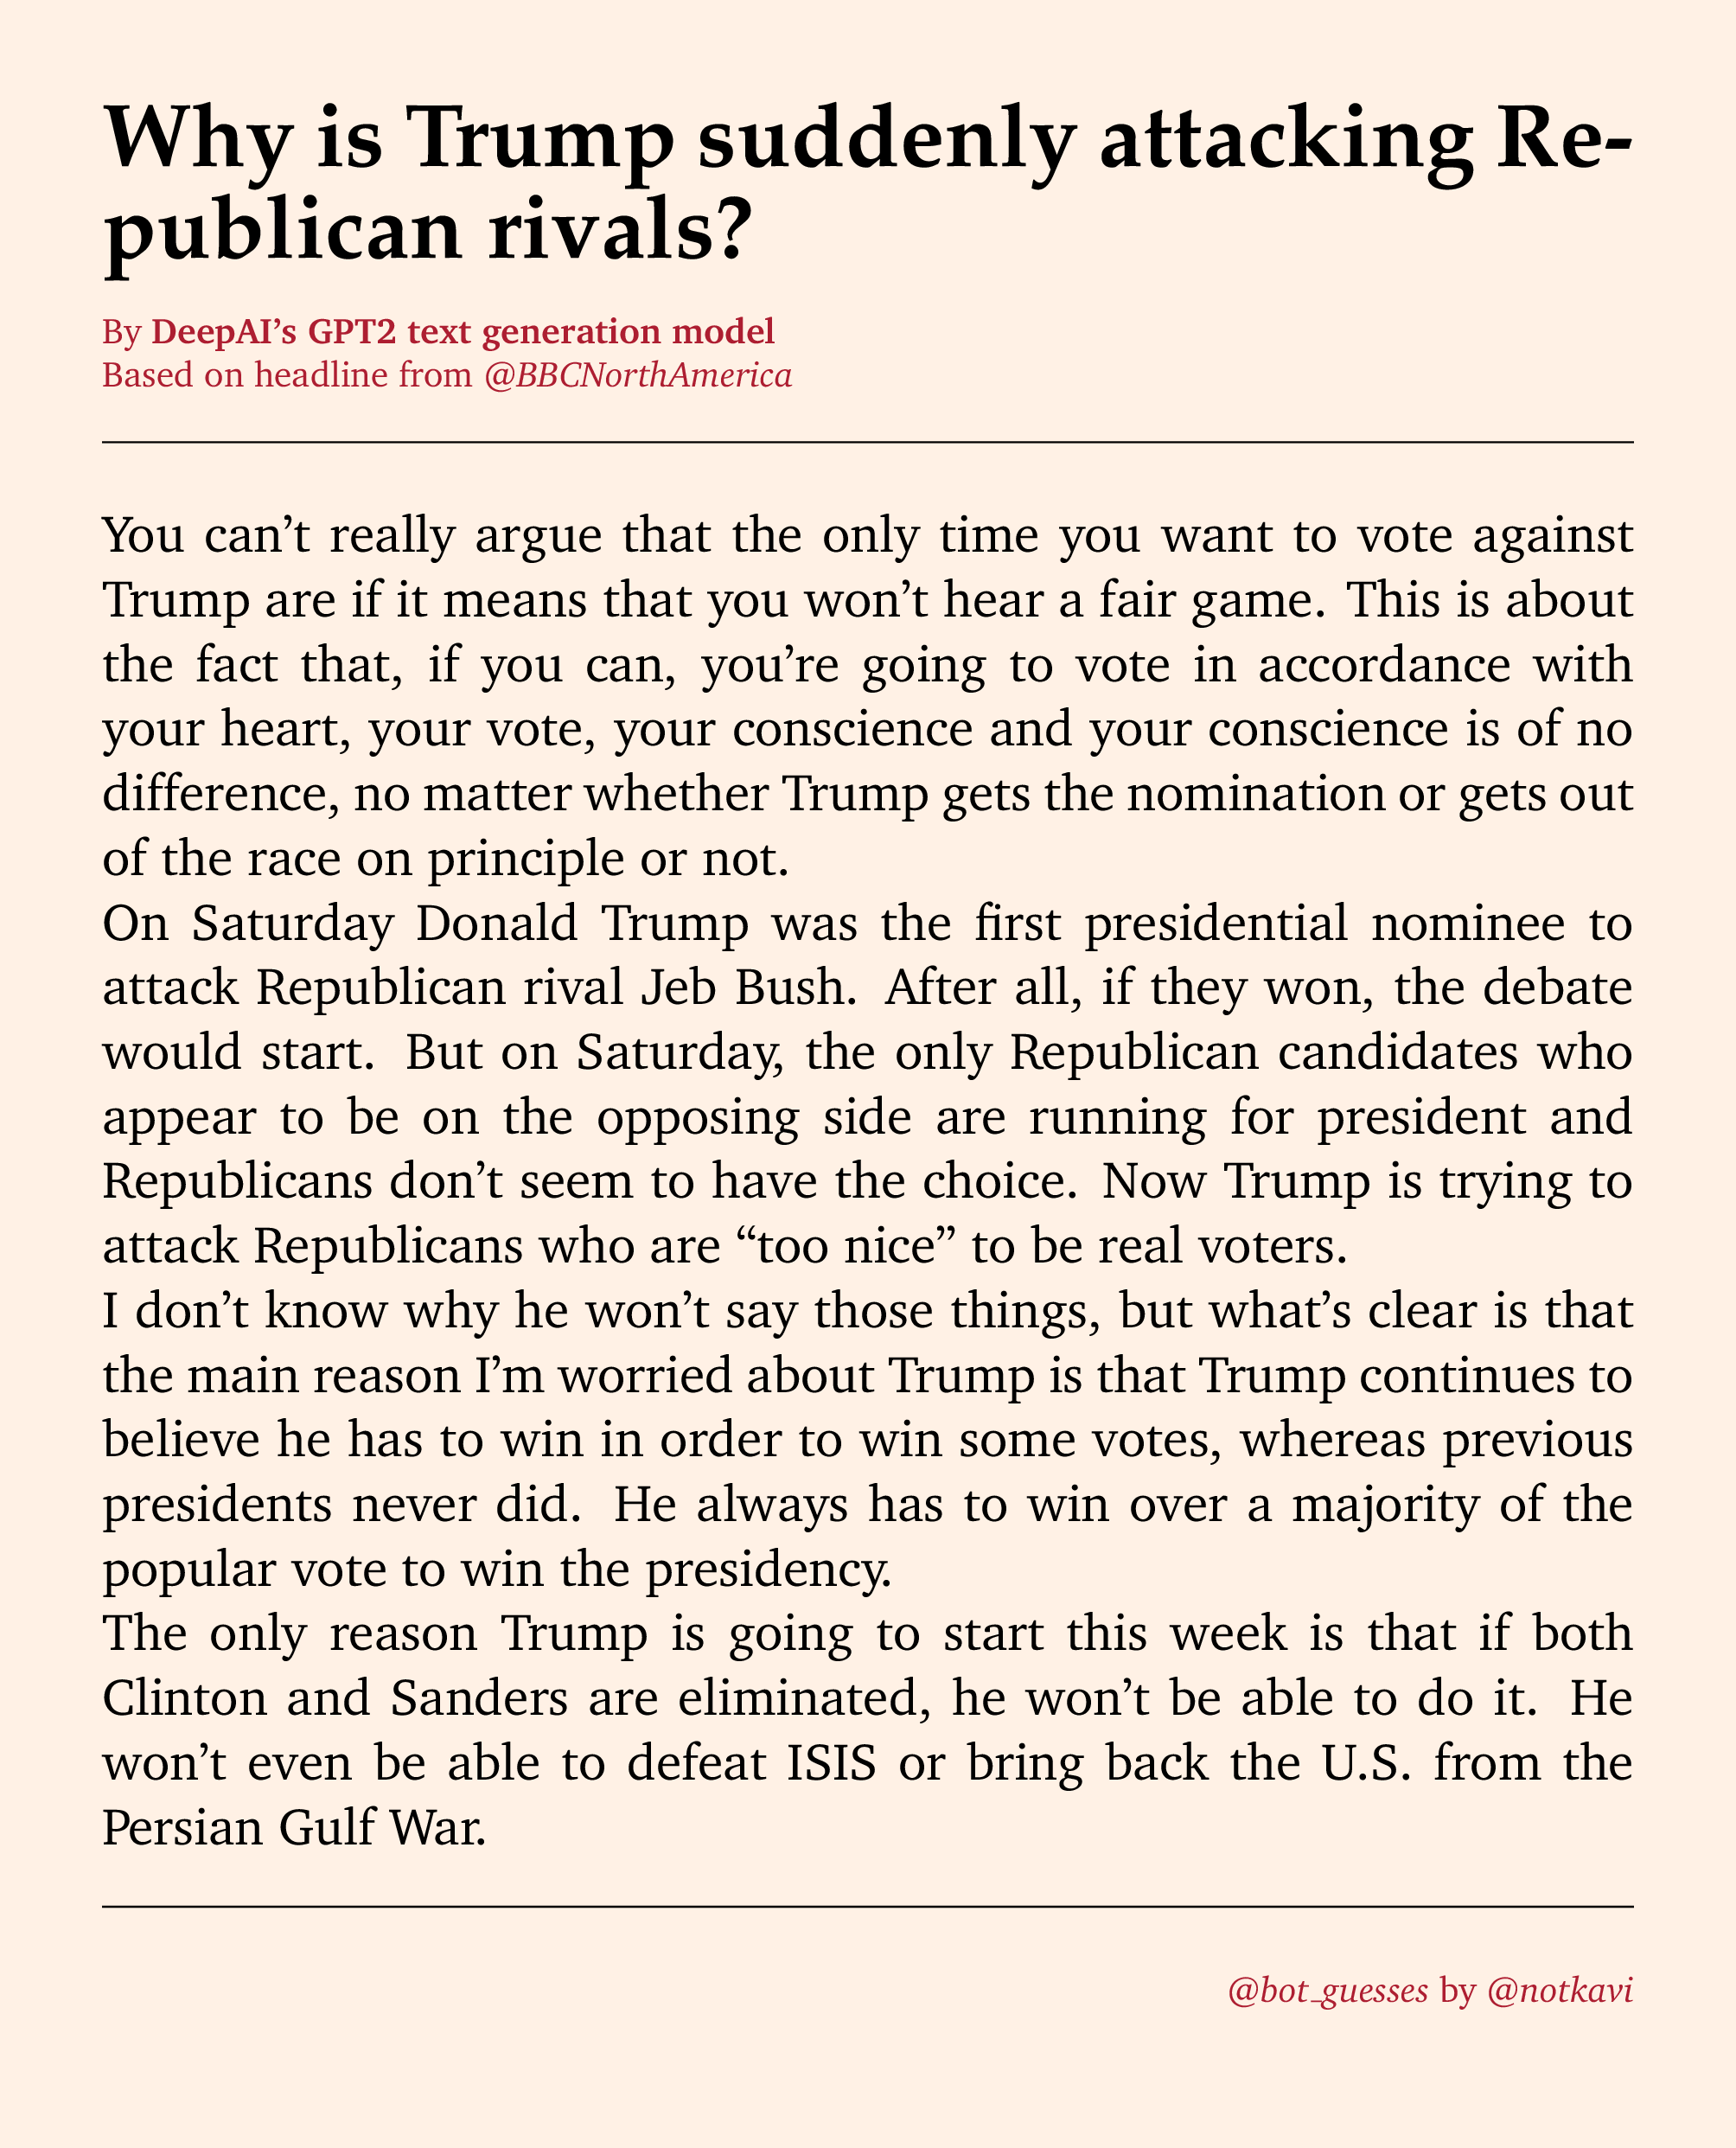 Why is Trump suddenly attacking Re-
publican rivals?
By DeepAI’s GPT2 text generation model
Based on headline from @BBCNorthAmerica
You can’t really argue that the only time you want to vote against
Trump are if it means that you won’t hear a fair game. This is about
the fact that, if you can, you’re going to vote in accordance with
your heart, your vote, your conscience and your conscience is of no
difference, no matter whether Trump gets the nomination or gets out
of the race on principle or not.
On Saturday Donald Trump was the first presidential nominee to
attack Republican rival Jeb Bush. After all, if they won, the debate
would start. But on Saturday, the only Republican candidates who
appear to be on the opposing side are running for president and
Republicans don’t seem to have the choice. Now Trump is trying to
attack Republicans who are “too nice” to be real voters.
I don’t know why he won’t say those things, but what’s clear is that
the main reason I’m worried about Trump is that Trump continues to
believe he has to win in order to win some votes, whereas previous
presidents never did. He always has to win over a majority of the
popular vote to win the presidency.
The only reason Trump is going to start this week is that if both
Clinton and Sanders are eliminated, he won’t be able to do it. He
won’t even be able to defeat ISIS or bring back the U.S. from the
Persian Gulf War.
@bot_guesses by @notkavi